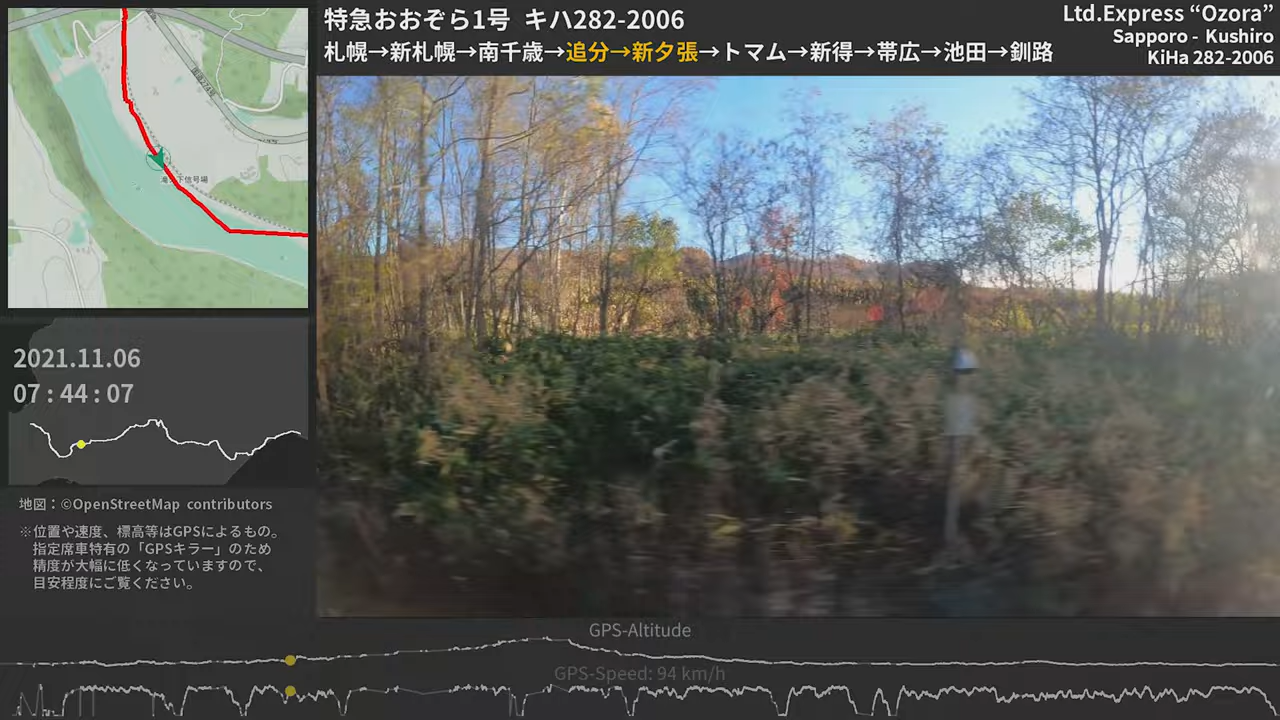 特急おおぞら1号 キハ282-2006
札幌→新札幌→南千歳→追分→新夕張→トマム→新得→帯広→池田→釧路
Ltd.Express “Ozora”
Sapporo - Kushiro
KiHa 282-2006
2021.11.06
07:44:07
地図：©OpenStreetMap contributors
※位置や速度、標高等はGPSによるもの。
指定席車特有の「GPSキラー」のため
精度が大幅に低くなっていますので、
目安程度にご覧ください。
GPS-Altitude
GPS-Speed: 94 km/h